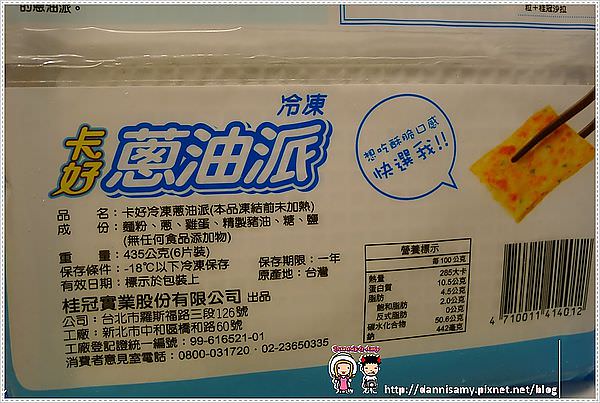 的蔥油派。
粒+桂冠沙拉
冷凍
卡好
蔥油派
想吃酥脆口感
快選我!!
品　名：卡好冷凍蔥油派(本品凍結前未加熱)
成　份：麵粉、蔥、雞蛋、精製豬油、糖、鹽
(無任何食品添加物)
重　量：435公克(6片裝)
保存條件：-18℃以下冷凍保存　保存期限：一年
有效日期：標示於包裝上　原產地：台灣
桂冠實業股份有限公司 出品
公司：台北市羅斯福路三段126號
工廠：新北市中和區橋和路60號
工廠登記證統一編號：99-616521-01
消費者意見室電話：0800-031720．02-23650335
營養標示
每100公克
熱量 265大卡
蛋白質 10.5公克
脂肪 4.5公克
飽和脂肪 2.0公克
反式脂肪 0公克
碳水化合物 50.6公克
鈉 442毫克
4 710011 414012
http://dannisamy.pixnet.net/blog